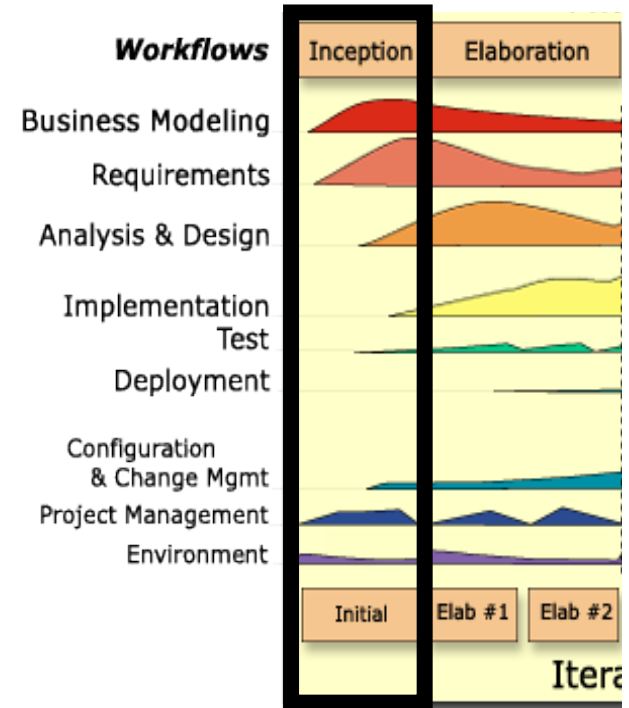 Workflows
Inception
Elaboration
Business Modeling
Requirements
Analysis & Design
Implementation
Test
Deployment
Configuration
& Change Mgmt
Project Management
Environment
Initial
Elab #1
Elab #2
Itera